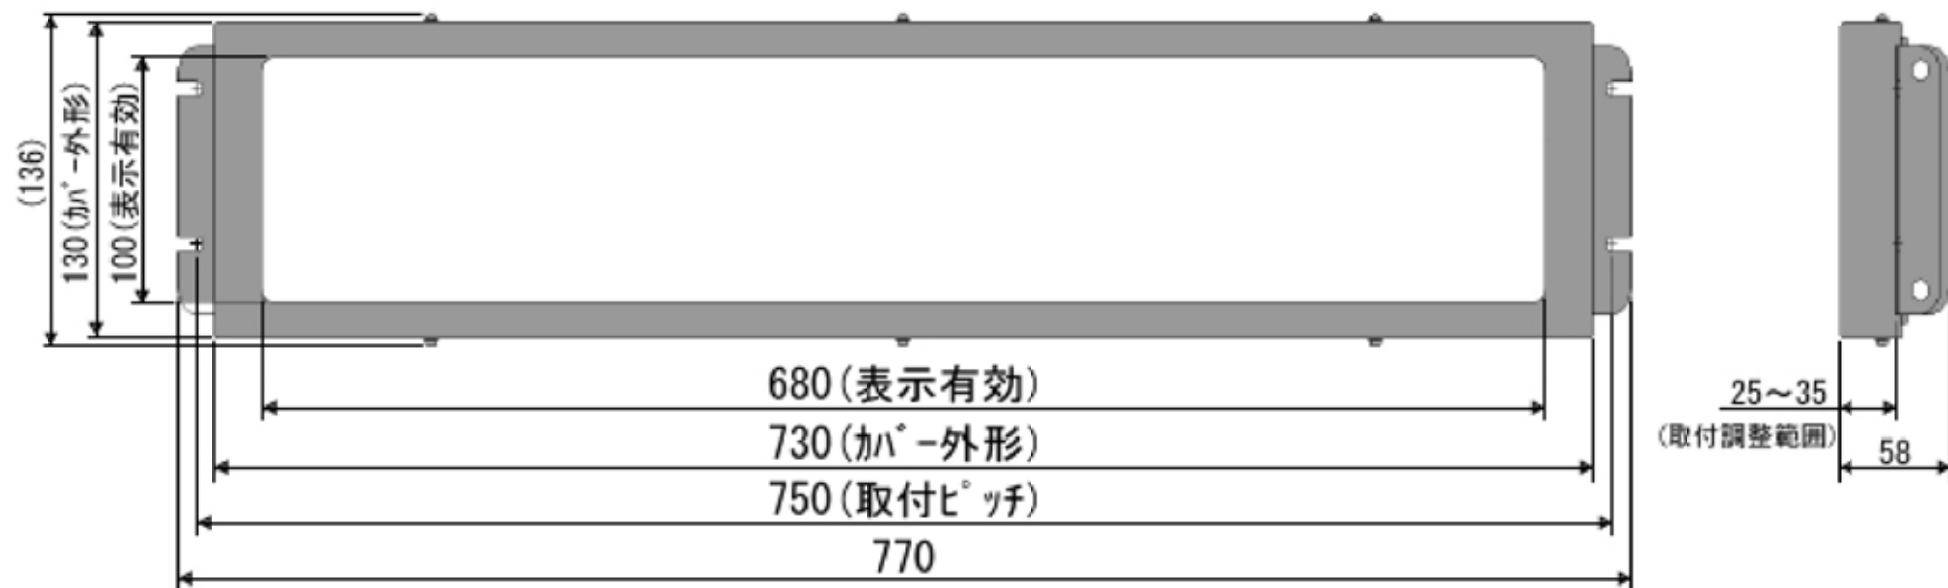 (136)
130(ｶﾊﾞｰ外形)
100(表示有効)
680(表示有効)
730(ｶﾊﾞｰ外形)
750(取付ﾋﾟｯﾁ)
770
25～35
(取付調整範囲)
58